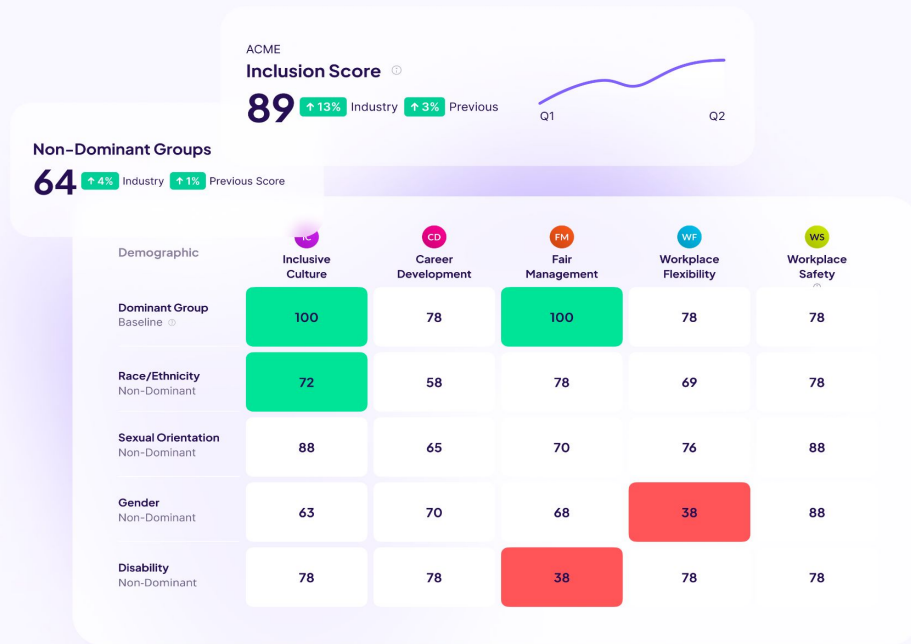 ACME
Inclusion Score
89 ↑ 13% Industry ↑ 3% Previous
Q1 Q2
Non-Dominant Groups
64 ↑ 4% Industry ↑ 1% Previous Score
IC CD FM WF WS
Demographic
Inclusive Culture
Career Development
Fair Management
Workplace Flexibility
Workplace Safety
Dominant Group
Baseline
100 78 100 78 78
Race/Ethnicity
Non-Dominant
72 58 78 69 78
Sexual Orientation
Non-Dominant
88 65 70 76 88
Gender
Non-Dominant
63 70 68 38 88
Disability
Non-Dominant
78 78 38 78 78